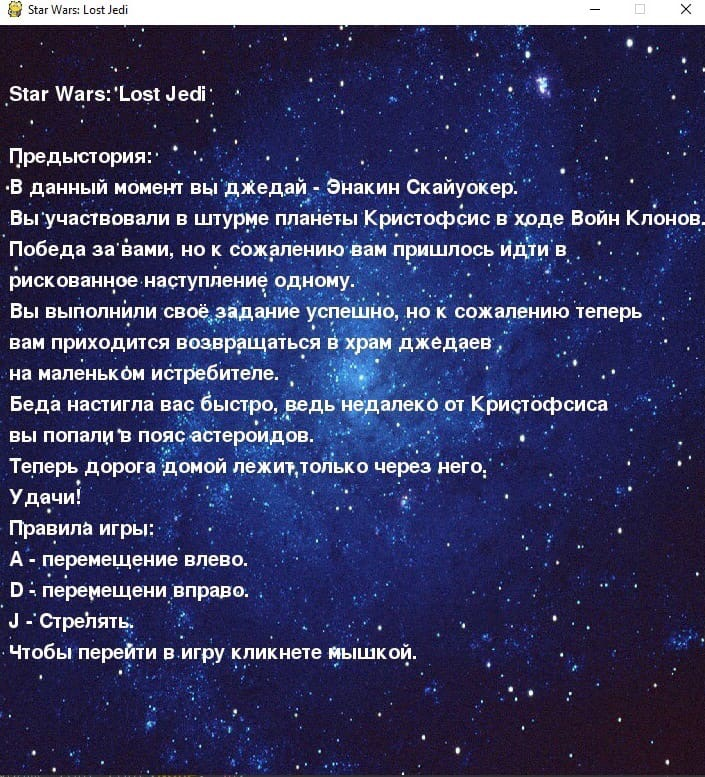 Star Wars: Lost Jedi
Star Wars: Lost Jedi
Предыстория:
В данный момент вы джедай - Энакин Скайуокер.
Вы участвовали в штурме планеты Кристофсис в ходе Войн Клонов.
Победа за вами, но к сожалению вам пришлось идти в
рискованное наступление одному.
Вы выполнили своё задание успешно, но к сожалению теперь
вам приходится возвращаться в храм джедаев
на маленьком истребителе.
Беда настигла вас быстро, ведь недалеко от Кристофсиса
вы попали в пояс астероидов.
Теперь дорога домой лежит только через него.
Удачи!
Правила игры:
A - перемещение влево.
D - перемещени вправо.
J - Стрелять.
Чтобы перейти в игру кликнете мышкой.